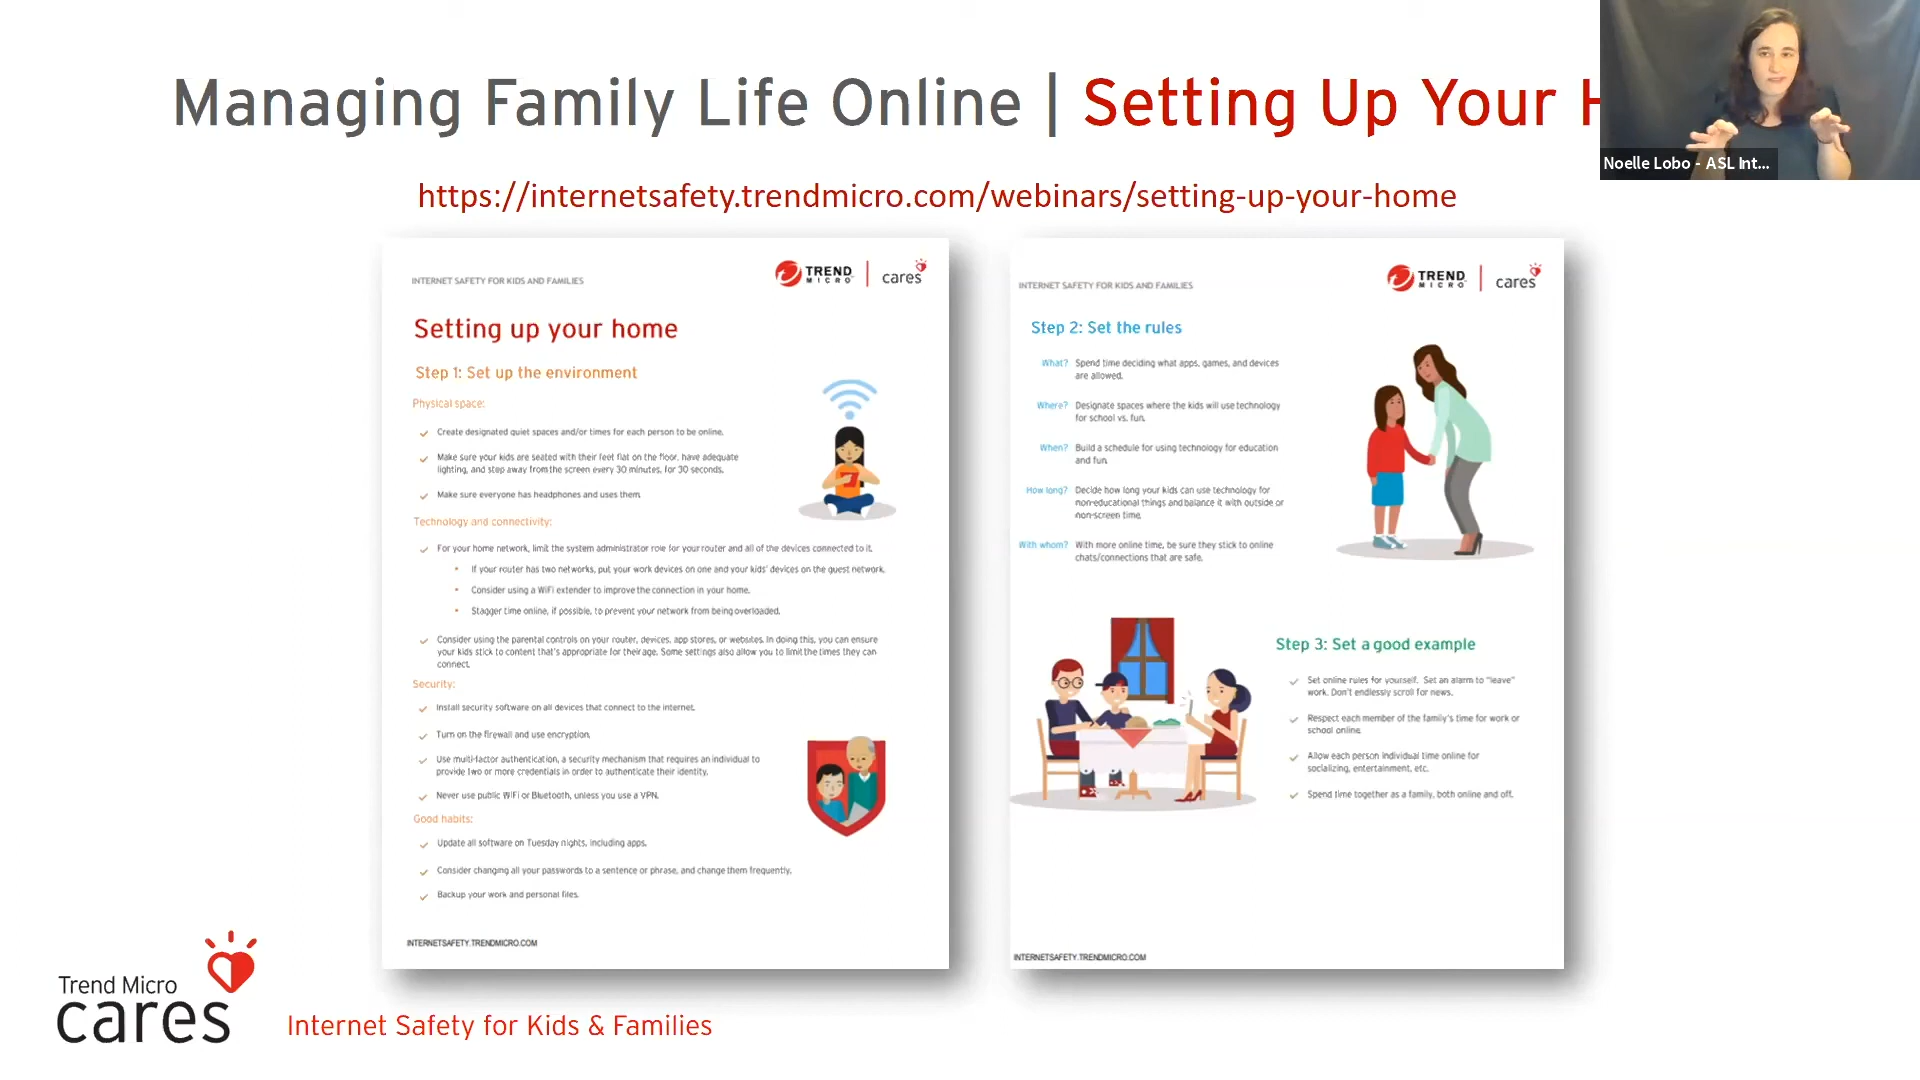 Managing Family Life Online | Setting Up Your H
Noelle Lobo - ASL Int...
https://internetsafety.trendmicro.com/webinars/setting-up-your-home
INTERNET SAFETY FOR KIDS AND FAMILIES
TREND MICRO
cares
Setting up your home
Step 1: Set up the environment
Physical space:
Create designated quiet spaces and/or times for each person to be online.
Make sure your kids are seated with their feet flat on the floor, have adequate
lighting, and step away from the screen every 30 minutes, for 30 seconds.
Make sure everyone has headphones and uses them.
Technology and connectivity:
For your home network, limit the system administrator role for your router and all of the devices connected to it.
• If your router has two networks, put your work devices on one and your kids' devices on the guest network.
• Consider using a WiFi extender to improve the connection in your home.
• Stagger time online, if possible, to prevent your network from being overloaded.
Consider using the parental controls on your router, devices, app stores, or websites. In doing this, you can ensure
your kids stick to content that's appropriate for their age. Some settings also allow you to limit the times they can
connect.
Security:
Install security software on all devices that connect to the internet.
Turn on the firewall and use encryption.
Use multi-factor authentication, a security mechanism that requires an individual to
provide two or more credentials in order to authenticate their identity.
Never use public WiFi or Bluetooth, unless you use a VPN.
Good habits:
Update all software on Tuesday nights, including apps.
Consider changing all your passwords to a sentence or phrase, and change them frequently.
Backup your work and personal files.
INTERNETSAFETY.TRENDMICRO.COM
INTERNET SAFETY FOR KIDS AND FAMILIES
TREND MICRO
cares
Step 2: Set the rules
What? Spend time deciding what apps, games, and devices
are allowed.
Where? Designate spaces where the kids will use technology
for school vs. fun.
When? Build a schedule for using technology for education
and fun.
How long? Decide how long your kids can use technology for
non-educational things and balance it with outside or
non-screen time.
With whom? With more online time, be sure they stick to online
chats/connections that are safe.
Step 3: Set a good example
Set online rules for yourself. Set an alarm to "leave"
work. Don't endlessly scroll for news.
Respect each member of the family's time for work or
school online.
Allow each person individual time online for
socializing, entertainment, etc.
Spend time together as a family, both online and off.
INTERNETSAFETY.TRENDMICRO.COM
Trend Micro
cares
Internet Safety for Kids & Families